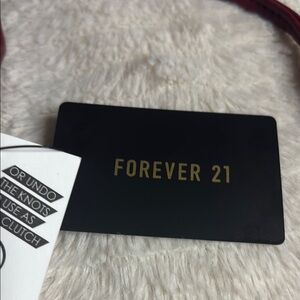 FOREVER 21
OR UNDO
THE KNOTS
USE AS
CLUTCH